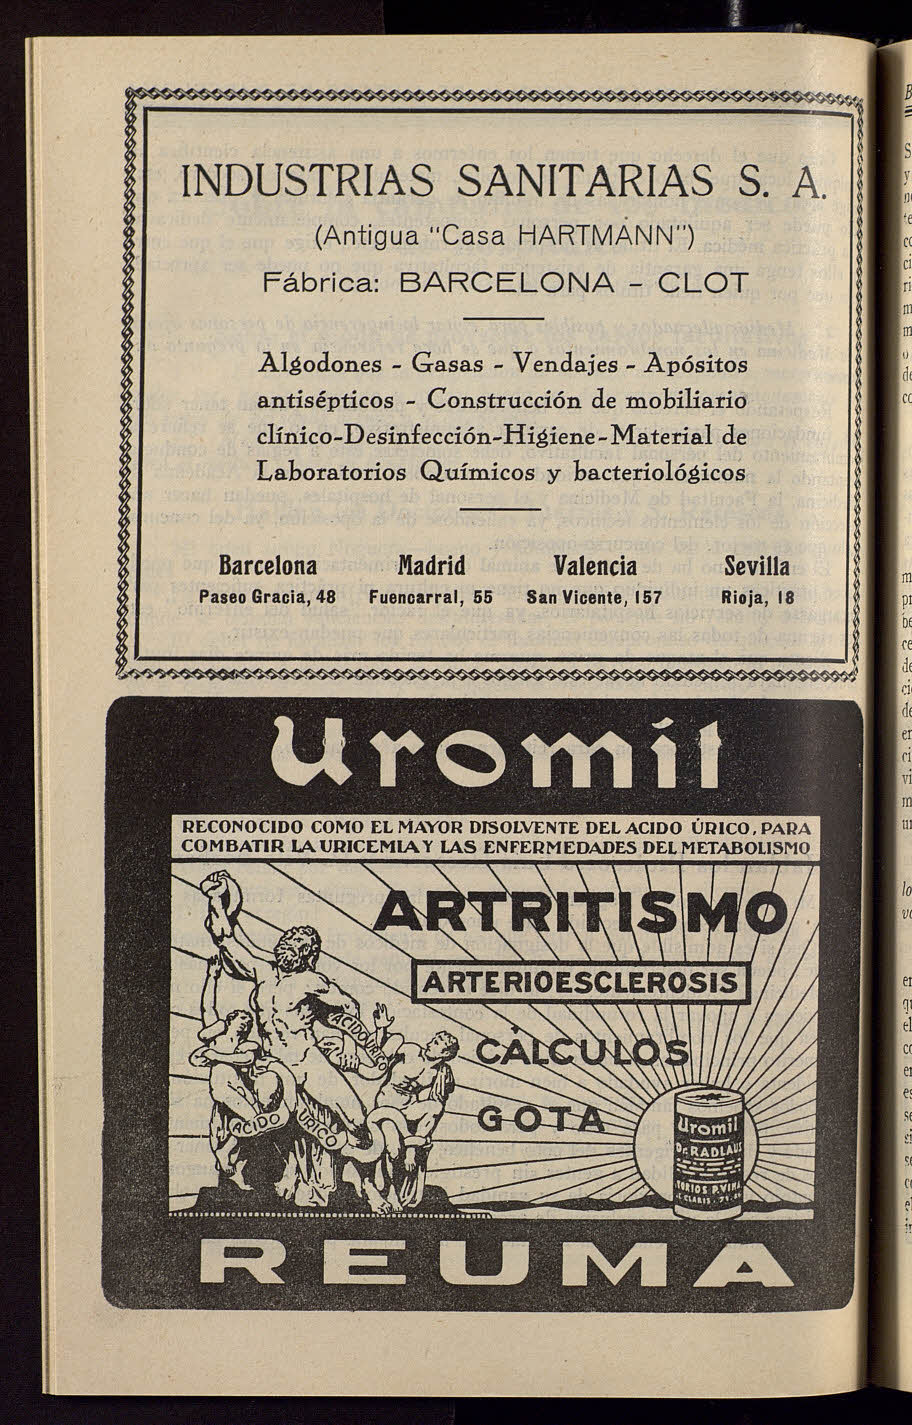 INDUSTRIAS SANITARIAS S. A.
(Antigua "Casa HARTMANN")
Fábrica: BARCELONA - CLOT
Algodones - Gasas - Vendajes - Apósitos
antisépticos - Construcción de mobiliario
clínico-Desinfección-Higiene-Material de
Laboratorios Químicos y bacteriológicos
Barcelona Madrid Valencia Sevilla
Paseo Gracia, 48 Fuencarral, 55 San Vicente, 157 Rioja, 18
Uromil
RECONOCIDO COMO EL MAYOR DISOLVENTE DEL ACIDO ÚRICO, PARA
COMBATIR LA URICEMIA Y LAS ENFERMEDADES DEL METABOLISMO
ARTRITISMO
ARTERIOESCLEROSIS
ACIDO URICO
CÁLCULOS
GOTA
ACIDO URICO
Uromil
Dr. RADLAUER
REUMA